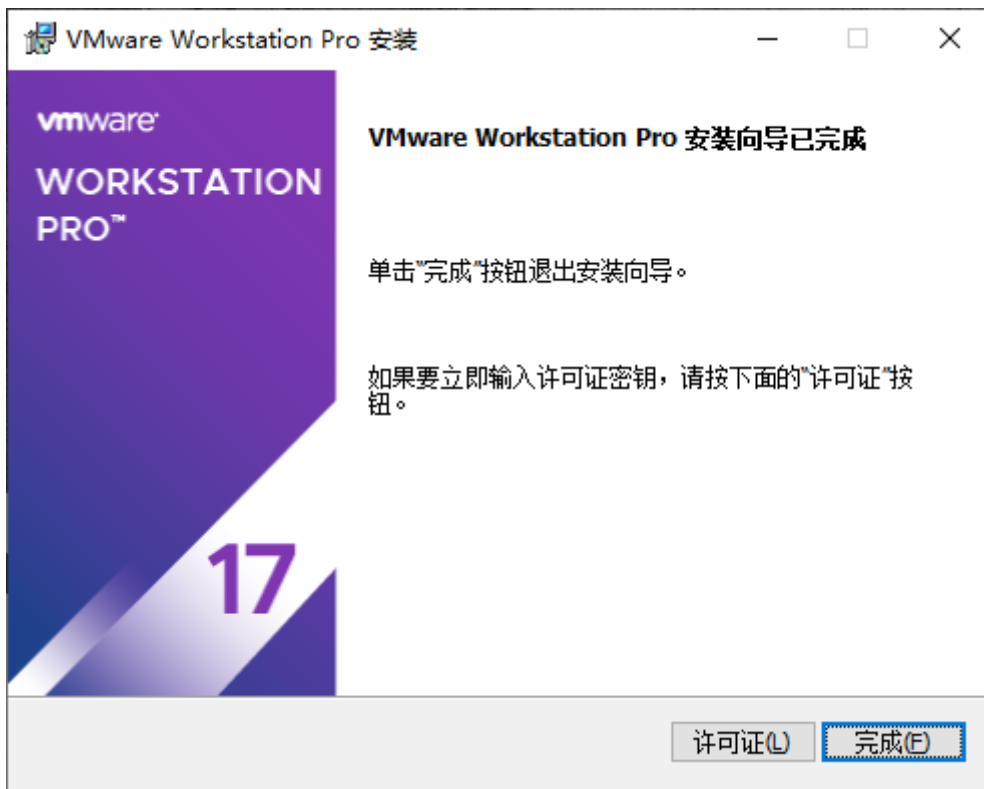 VMware Workstation Pro 安装
vmware
WORKSTATION
PRO™
VMware Workstation Pro 安装向导已完成
单击"完成"按钮退出安装向导。
如果要立即输入许可证密钥，请按下面的"许可证"按
钮。
17
许可证(L)
完成(F)